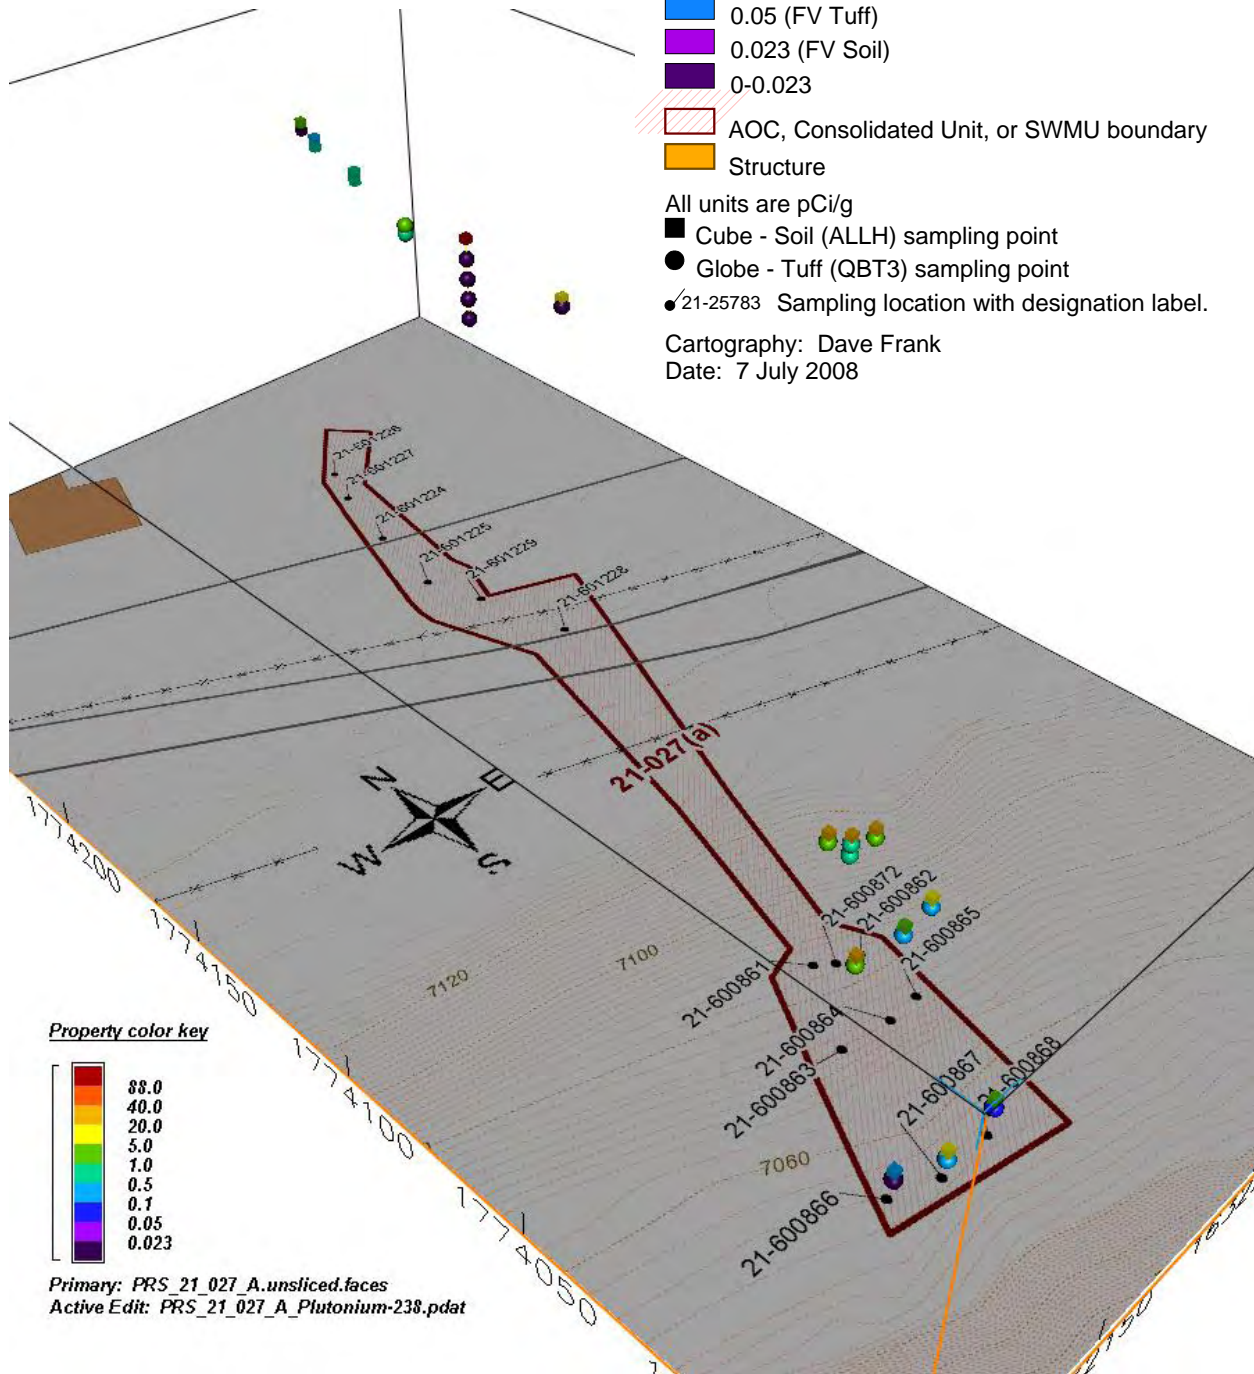 0.05 (FV Tuff)
0.023 (FV Soil)
0-0.023
AOC, Consolidated Unit, or SWMU boundary
Structure
All units are pCi/g
Cube - Soil (ALLH) sampling point
Globe - Tuff (QBT3) sampling point
21-25783 Sampling location with designation label.
Cartography: Dave Frank
Date: 7 July 2008
21-601226
21-601227
21-601224
21-601225
21-601229
21-601228
21-027(a)
N
E
W
S
1774200
1774150
1774100
1774050
7120
7100
7060
21-600872
21-600862
21-600865
21-600861
21-600864
21-600863
21-600867
21-600868
21-600866
Property color key
88.0
40.0
20.0
5.0
1.0
0.5
0.1
0.05
0.023
Primary: PRS_21_027_A.unsliced.faces
Active Edit: PRS_21_027_A_Plutonium-238.pdat